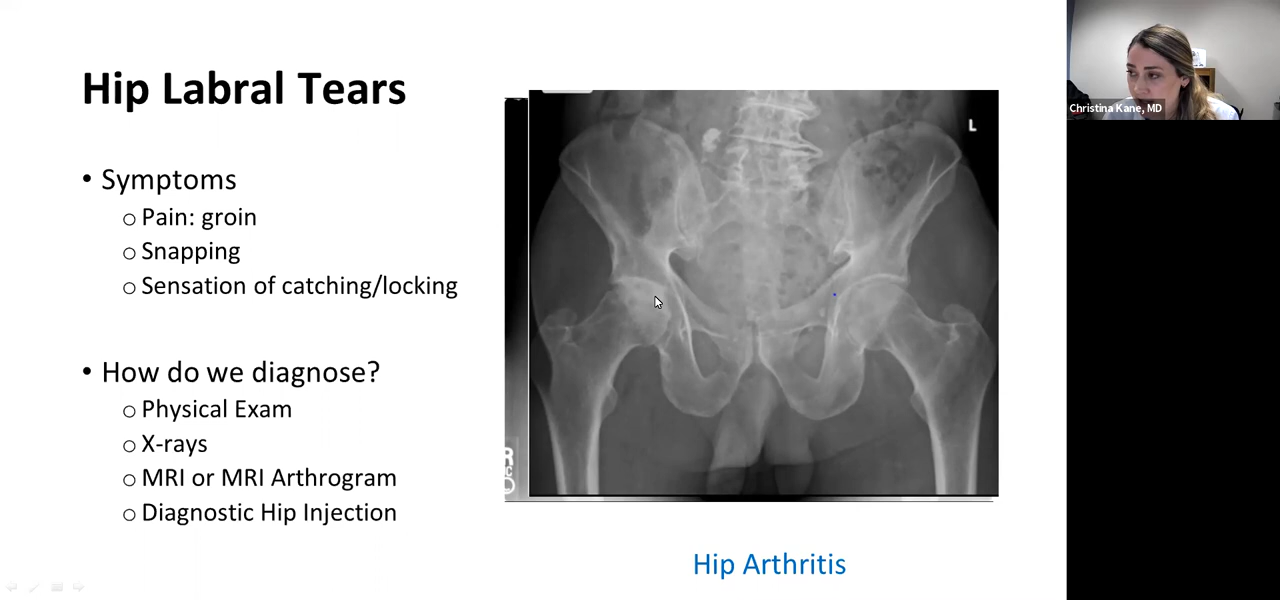 Hip Labral Tears
• Symptoms
o Pain: groin
o Snapping
o Sensation of catching/locking
• How do we diagnose?
o Physical Exam
o X-rays
o MRI or MRI Arthrogram
o Diagnostic Hip Injection
L
R
Hip Arthritis
Christina Kane, MD